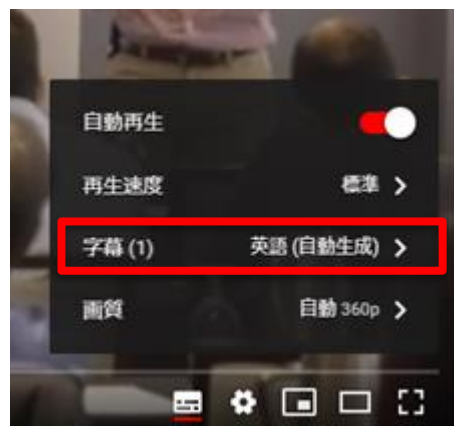 自動再生
再生速度 標準
字幕 (1) 英語 (自動生成)
画質 自動 360p